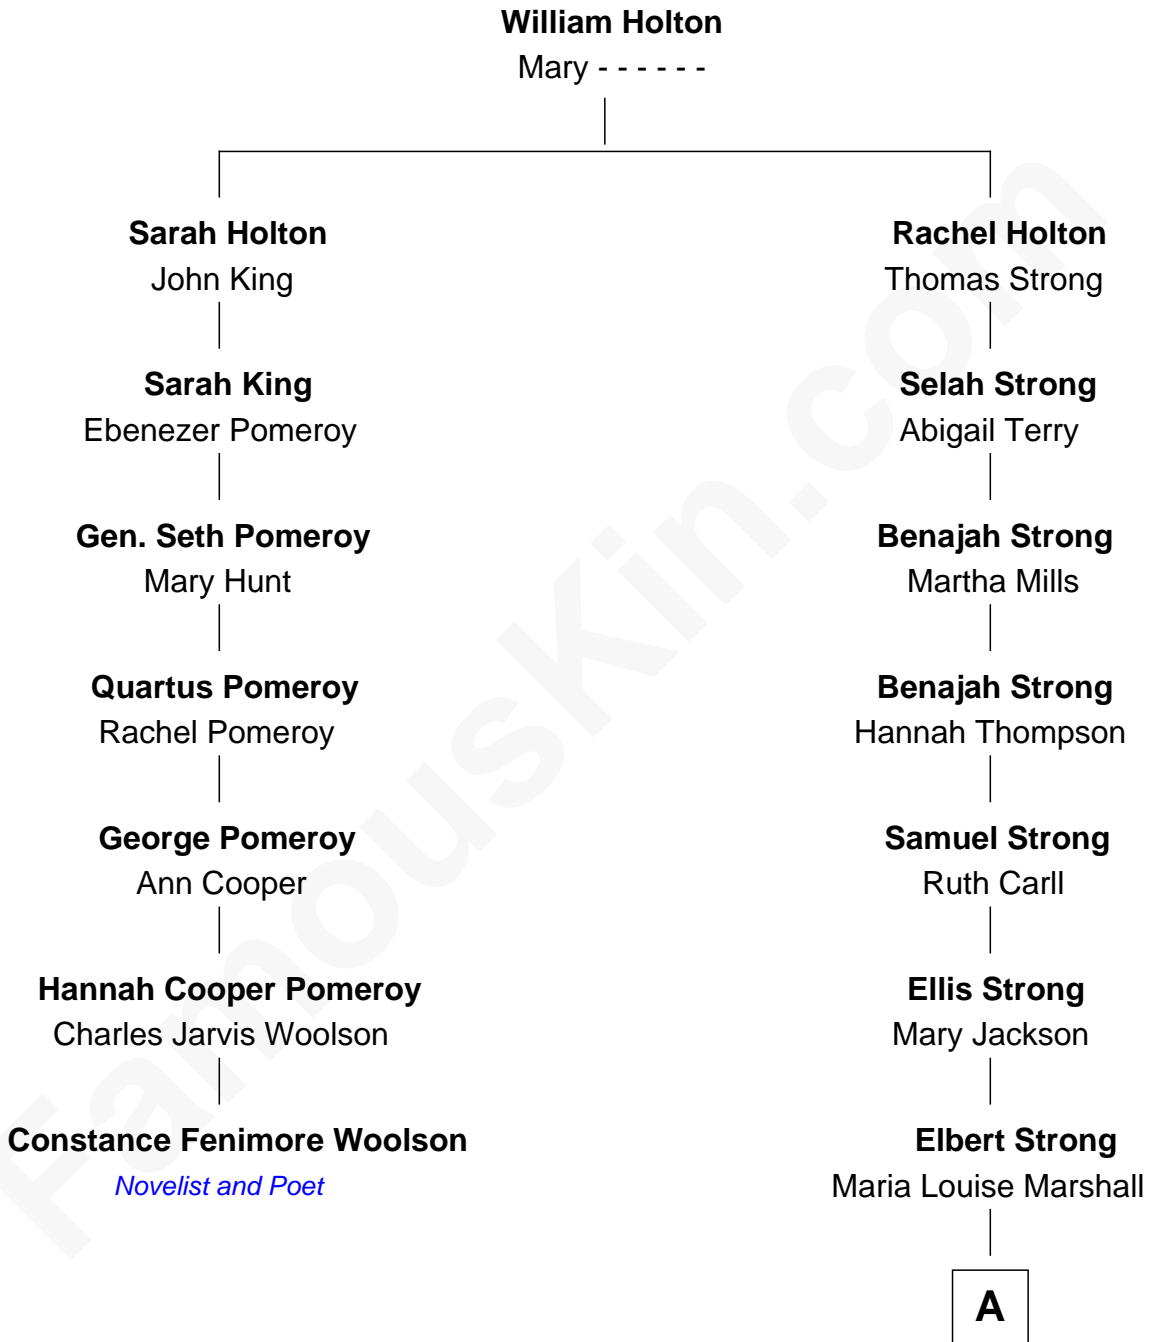 William Holton
Mary - - - - - -
Sarah Holton
John King
Rachel Holton
Thomas Strong
Sarah King
Ebenezer Pomeroy
Selah Strong
Abigail Terry
Gen. Seth Pomeroy
Mary Hunt
Benajah Strong
Martha Mills
Quartus Pomeroy
Rachel Pomeroy
Benajah Strong
Hannah Thompson
George Pomeroy
Ann Cooper
Samuel Strong
Ruth Carll
Hannah Cooper Pomeroy
Charles Jarvis Woolson
Ellis Strong
Mary Jackson
Constance Fenimore Woolson
Novelist and Poet
Elbert Strong
Maria Louise Marshall
A
FamousKin.com